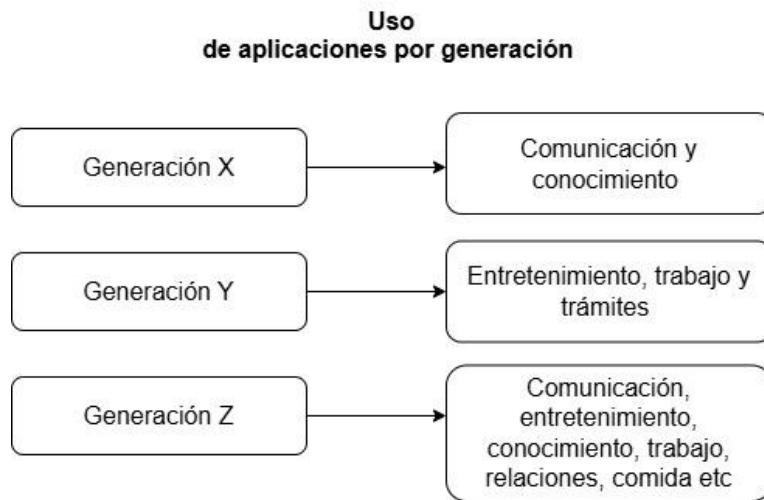 Uso
de aplicaciones por generación
Generación X
Comunicación y
conocimiento
Generación Y
Entretenimiento, trabajo y
trámites
Generación Z
Comunicación,
entretenimiento,
conocimiento, trabajo,
relaciones, comida etc